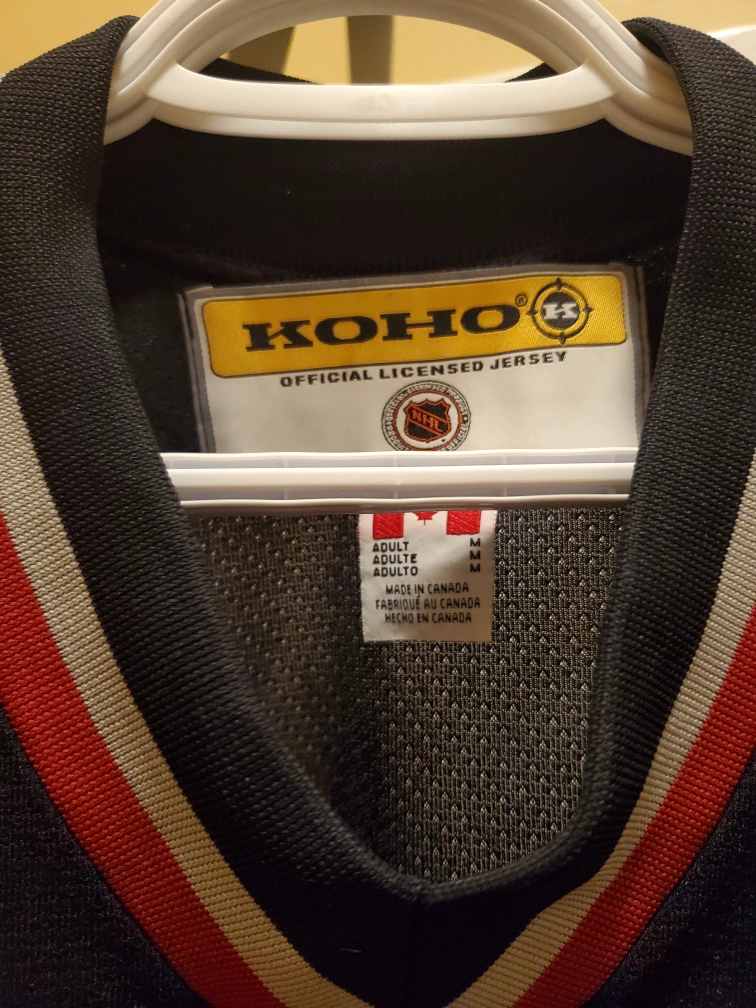 KOHO® K
OFFICIAL LICENSED JERSEY
NHL
ADULT M
ADULTE M
ADULTO M
MADE IN CANADA
FABRIQUÉ AU CANADA
HECHO EN CANADA